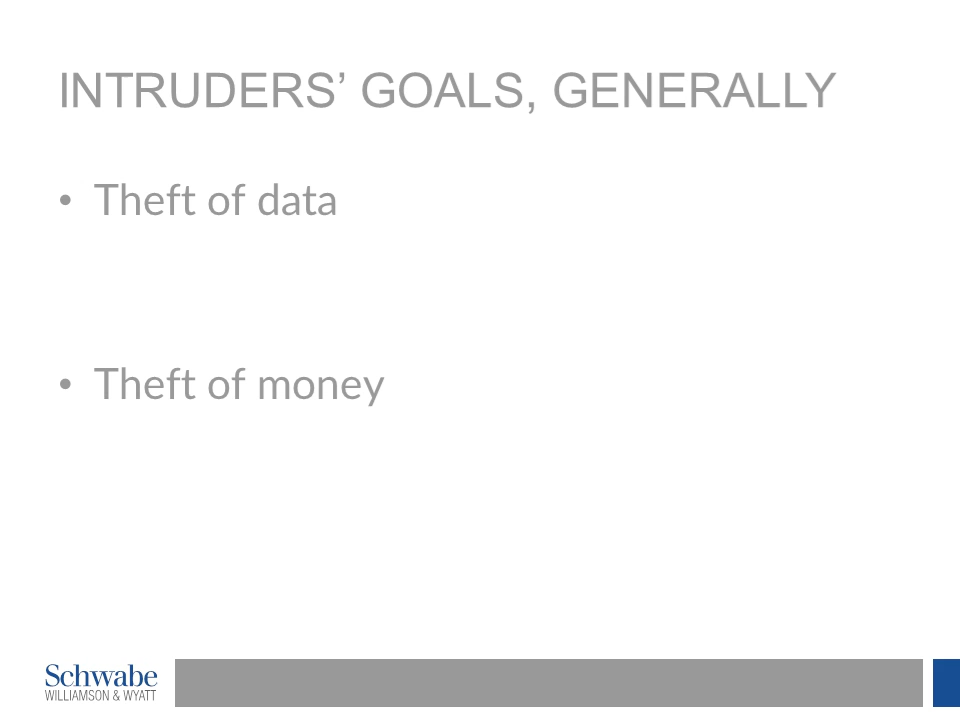 INTRUDERS’ GOALS, GENERALLY
• Theft of data
• Theft of money
Schwabe
WILLIAMSON & WYATT